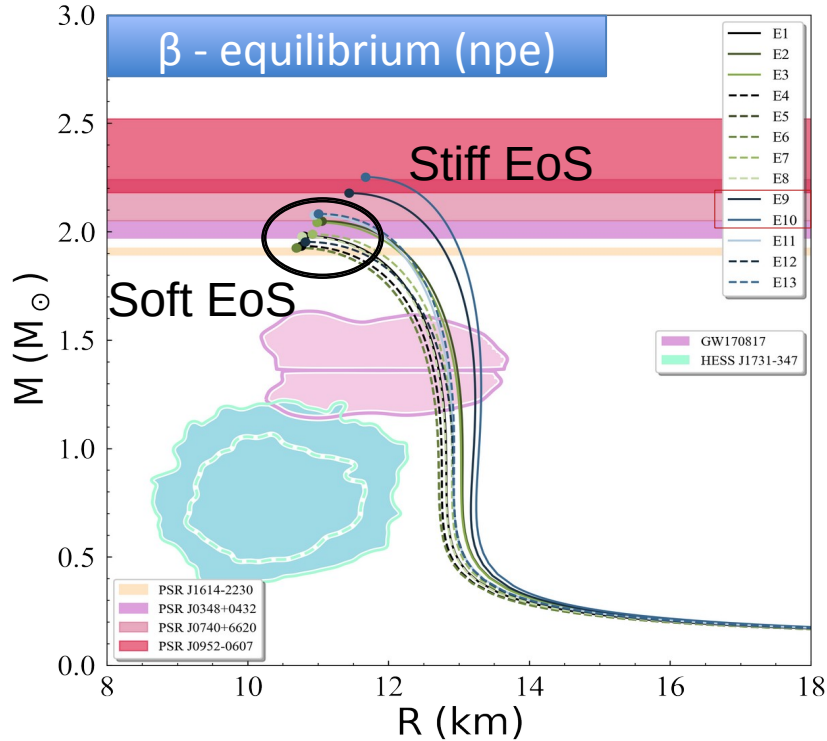 β - equilibrium (npe)
Stiff EoS
Soft EoS
M (M⊙)
R (km)
3.0
2.5
2.0
1.5
1.0
0.5
0.0
8
10
12
14
16
18
E1
E2
E3
E4
E5
E6
E7
E8
E9
E10
E11
E12
E13
GW170817
HESS J1731-347
PSR J1614-2230
PSR J0348+0432
PSR J0740+6620
PSR J0952-0607